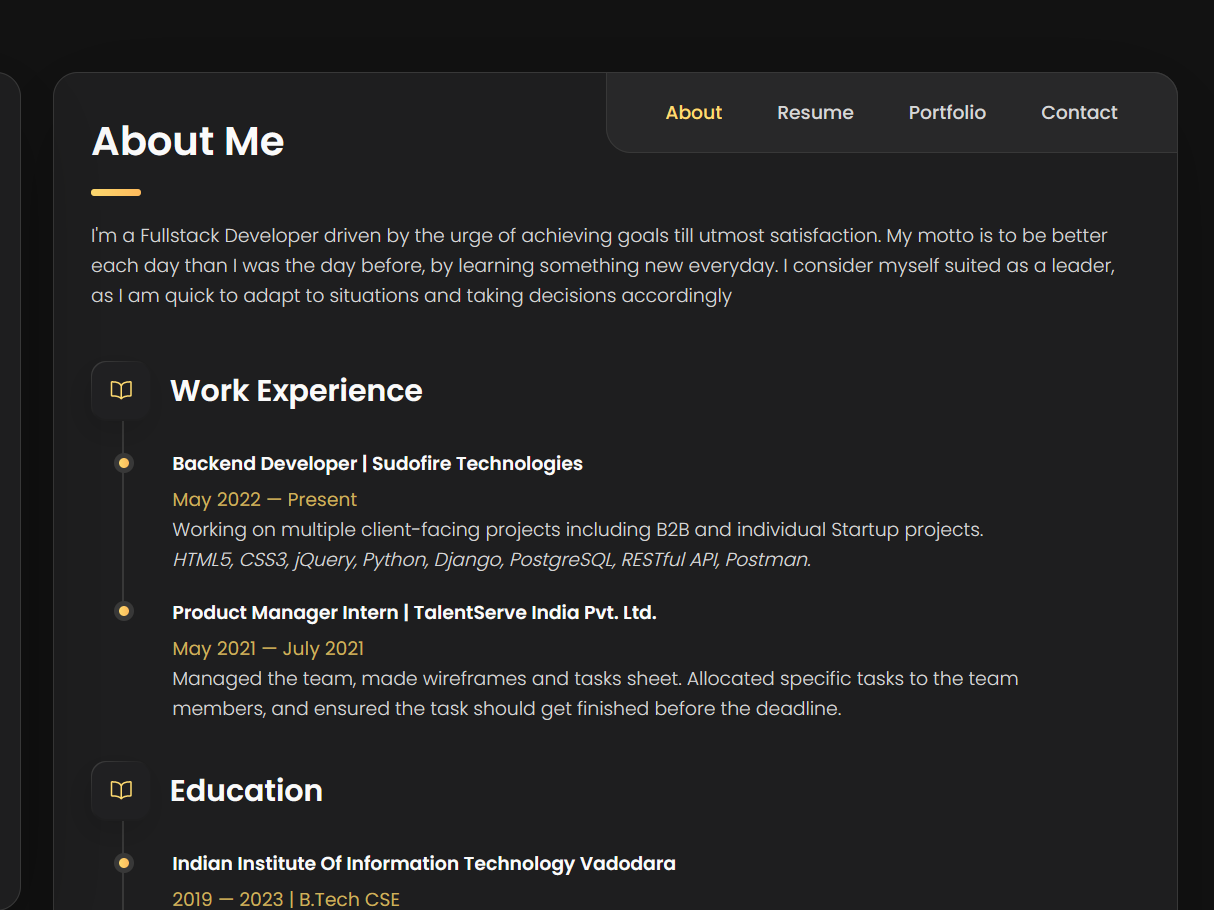 About Resume Portfolio Contact
About Me
I'm a Fullstack Developer driven by the urge of achieving goals till utmost satisfaction. My motto is to be better
each day than I was the day before, by learning something new everyday. I consider myself suited as a leader,
as I am quick to adapt to situations and taking decisions accordingly
Work Experience
Backend Developer | Sudofire Technologies
May 2022 — Present
Working on multiple client-facing projects including B2B and individual Startup projects.
HTML5, CSS3, jQuery, Python, Django, PostgreSQL, RESTful API, Postman.
Product Manager Intern | TalentServe India Pvt. Ltd.
May 2021 — July 2021
Managed the team, made wireframes and tasks sheet. Allocated specific tasks to the team
members, and ensured the task should get finished before the deadline.
Education
Indian Institute Of Information Technology Vadodara
2019 — 2023 | B.Tech CSE